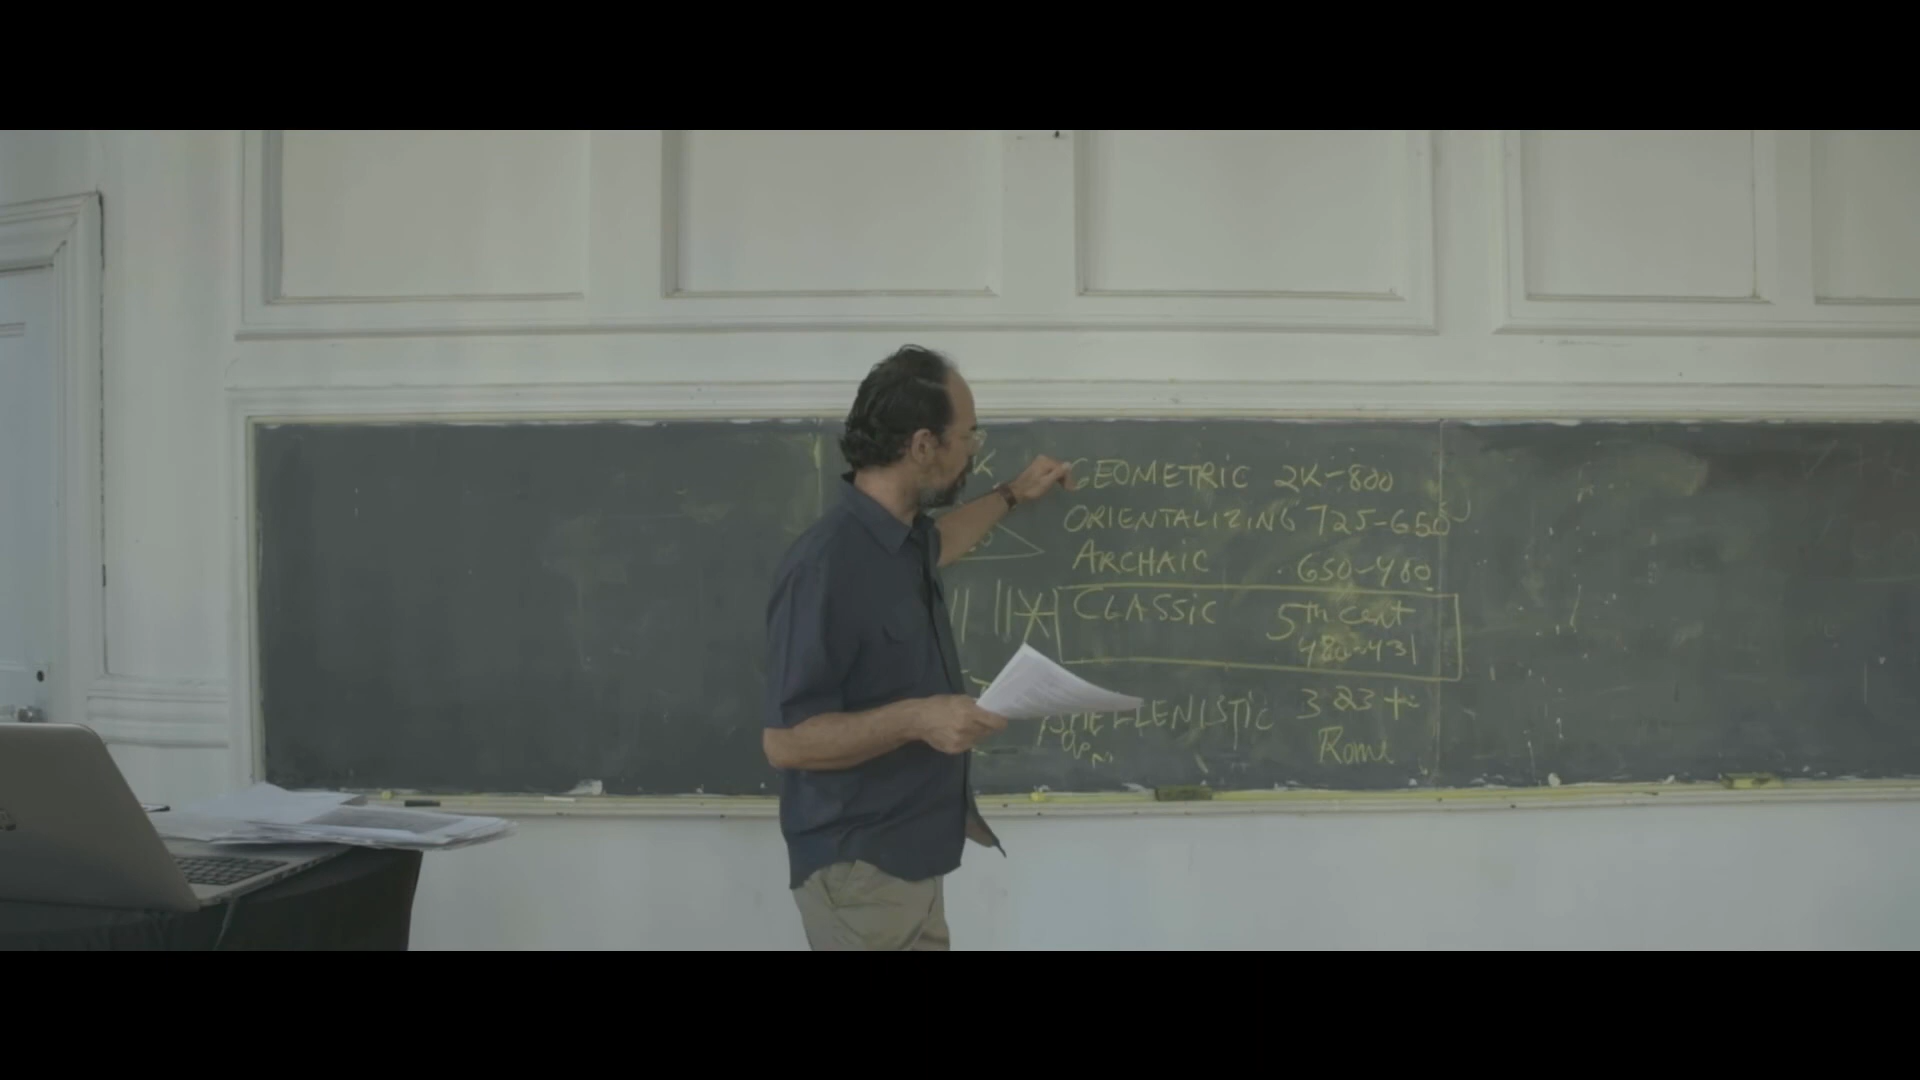 K
GEOMETRIC 2K-800
ORIENTALIZING 725-650
ARCHAIC 650-480
CLASSIC 5TH Cent
480-431
HELLENISTIC 323 +
Rome